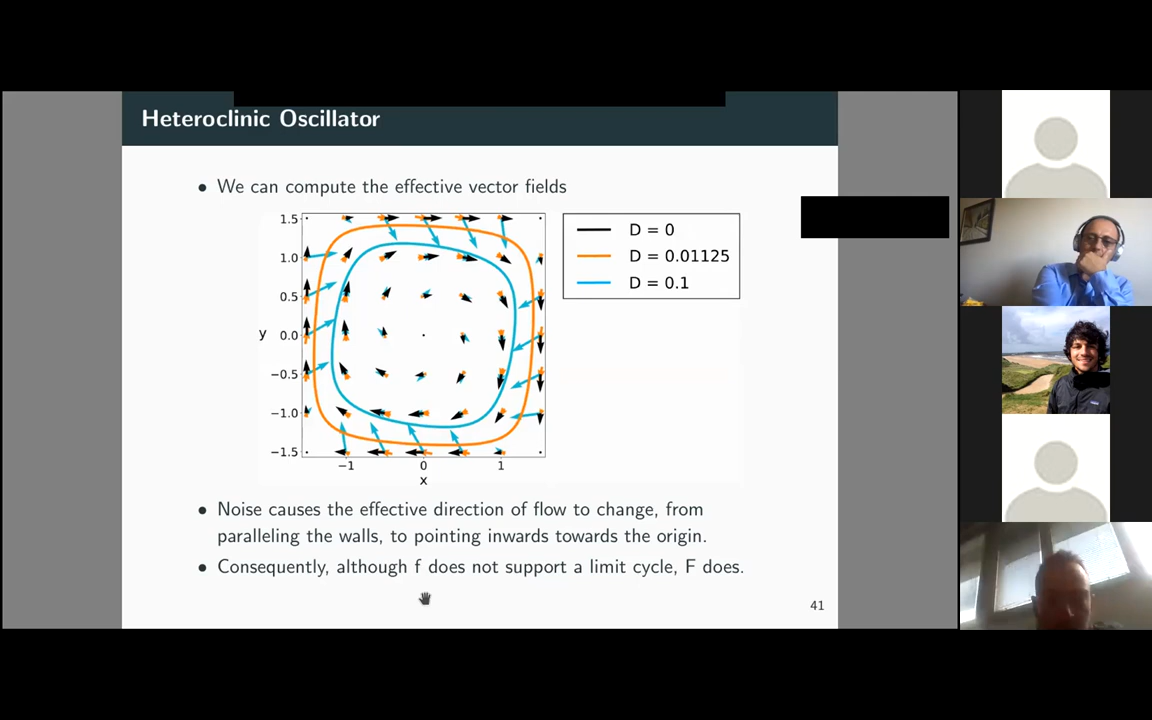 Heteroclinic Oscillator
• We can compute the effective vector fields
1.5
1.0
0.5
0.0
−0.5
−1.0
−1.5
y
−1 0 1
x
D = 0
D = 0.01125
D = 0.1
• Noise causes the effective direction of flow to change, from
paralleling the walls, to pointing inwards towards the origin.
• Consequently, although f does not support a limit cycle, F does.
41